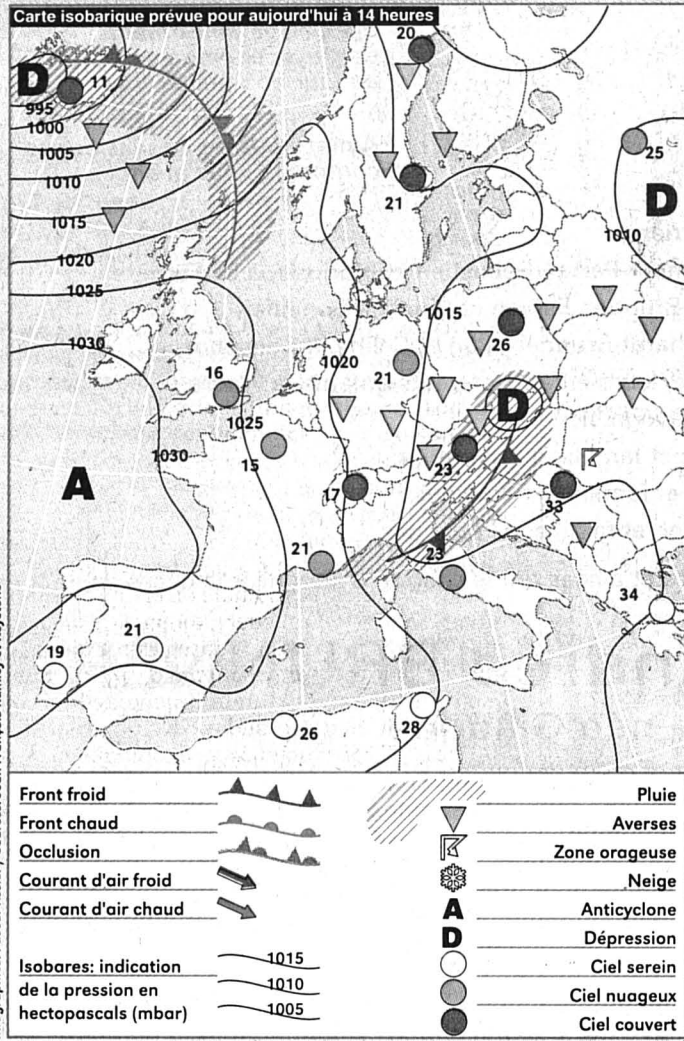 Carte isobarique prévue pour aujourd'hui à 14 heures
20
D
11
995
1000
1005
1010
1015
1020
1025
1030
25
D
1010
21
1015
26
1020
21
16
1025
15
D
A
1030
17
23
33
21
23
34
19
21
26
28
Front froid
Front chaud
Occlusion
Courant d'air froid
Courant d'air chaud
Isobares: indication
de la pression en
hectopascals (mbar)
1015
1010
1005
Pluie
Averses
Zone orageuse
Neige
A Anticyclone
D Dépression
Ciel serein
Ciel nuageux
Ciel couvert